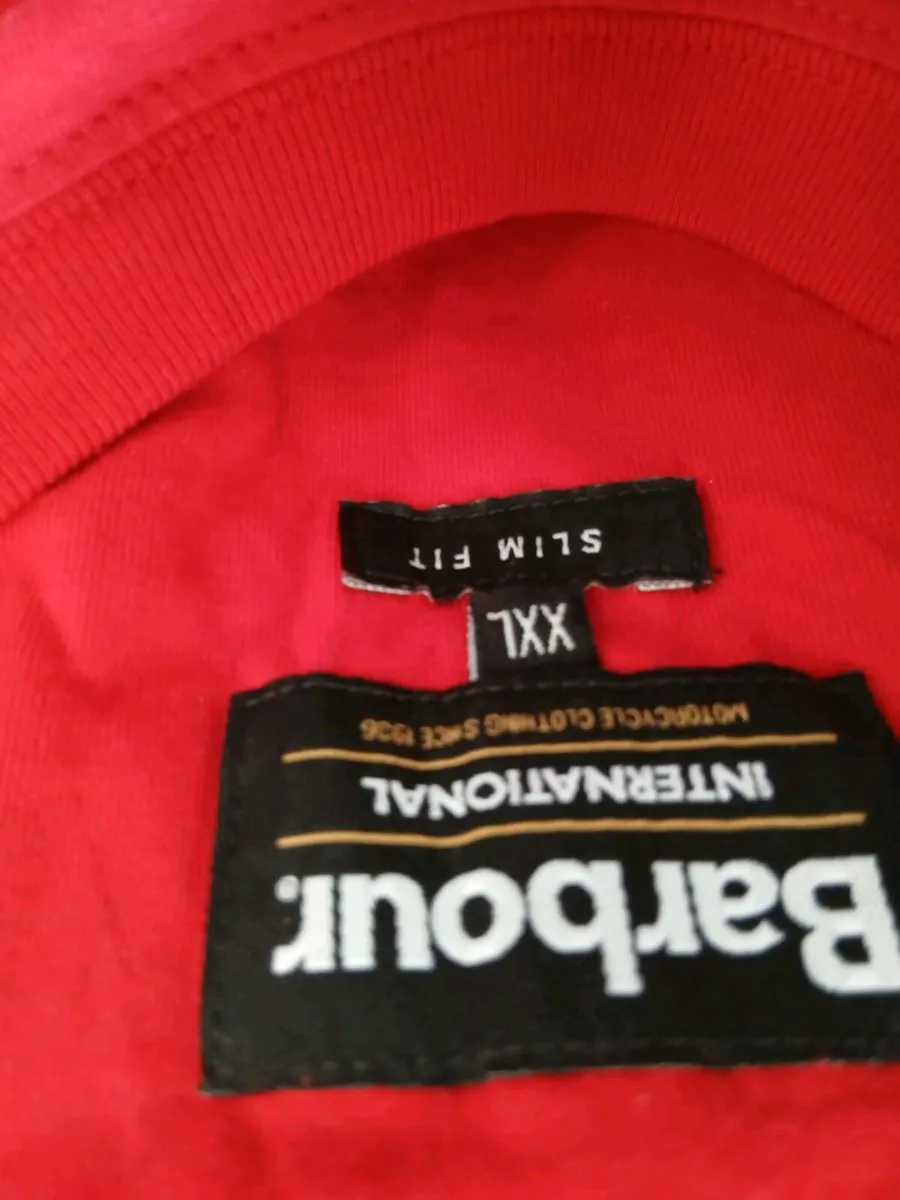 Barbour.
INTERNATIONAL
MOTORCYCLE CLOTHING SINCE 1936
XXL
SLIM FIT